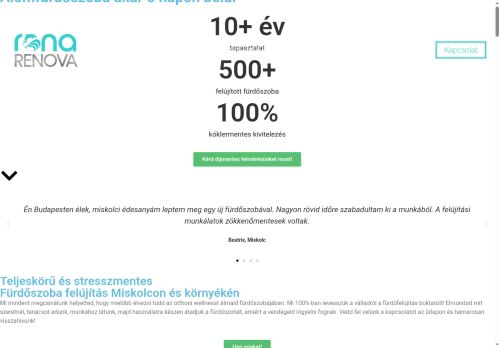 Álomfürdőszoba akár 5 napon belül
10+ év
tapasztalat
rona
RENOVA
Kapcsolat
500+
felújított fürdőszoba
100%
kóklermentes kivitelezés
Kérd díjmentes felmérésünket most!
Én Budapesten élek, miskolci édesanyám leptem meg egy új fürdőszobával. Nagyon rövid időre szabadultam ki a munkából. A felújítási
munkálatok zökkenőmentesek voltak.
Beatrix, Miskolc
Teljeskörű és stresszmentes
Fürdőszoba felújítás Miskolcon és környékén
Mi mindent megcsinálunk helyetted, hogy mielőbb élvezni tudd az otthoni wellnesst álmaid fürdőszobájában. Mi 100%-ban levesszük a válladról a fürdőfelújítás buktatóit! Elmondod mit
szeretnél, tanácsot adunk, munkához látunk, majd használatra készen átadjuk a fürdőszobát, amiért a vendégeid irigyelni fognak. Vedd fel velünk a kapcsolatot az űrlapon és hamarosan
visszahívunk!
Hívj minket!